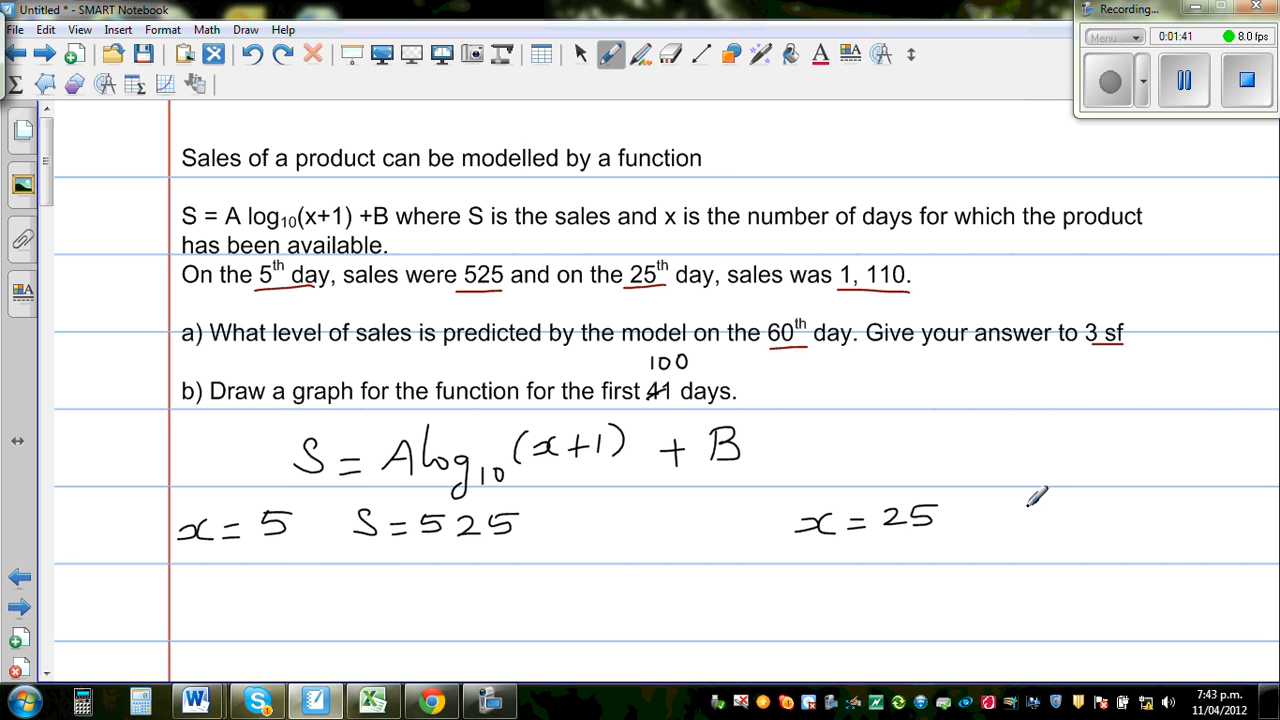 Untitled * - SMART Notebook
Recording...
File Edit View Insert Format Math Draw Help
Menu 0:01:41 8.0 fps
Sales of a product can be modelled by a function
S = A log10(x+1) +B where S is the sales and x is the number of days for which the product
has been available.
On the 5th day, sales were 525 and on the 25th day, sales was 1, 110.
a) What level of sales is predicted by the model on the 60th day. Give your answer to 3 sf
100
b) Draw a graph for the function for the first 41 days.
S = A log10 (x+1) + B
x = 5 S = 525 x = 25
7:43 p.m.
11/04/2012